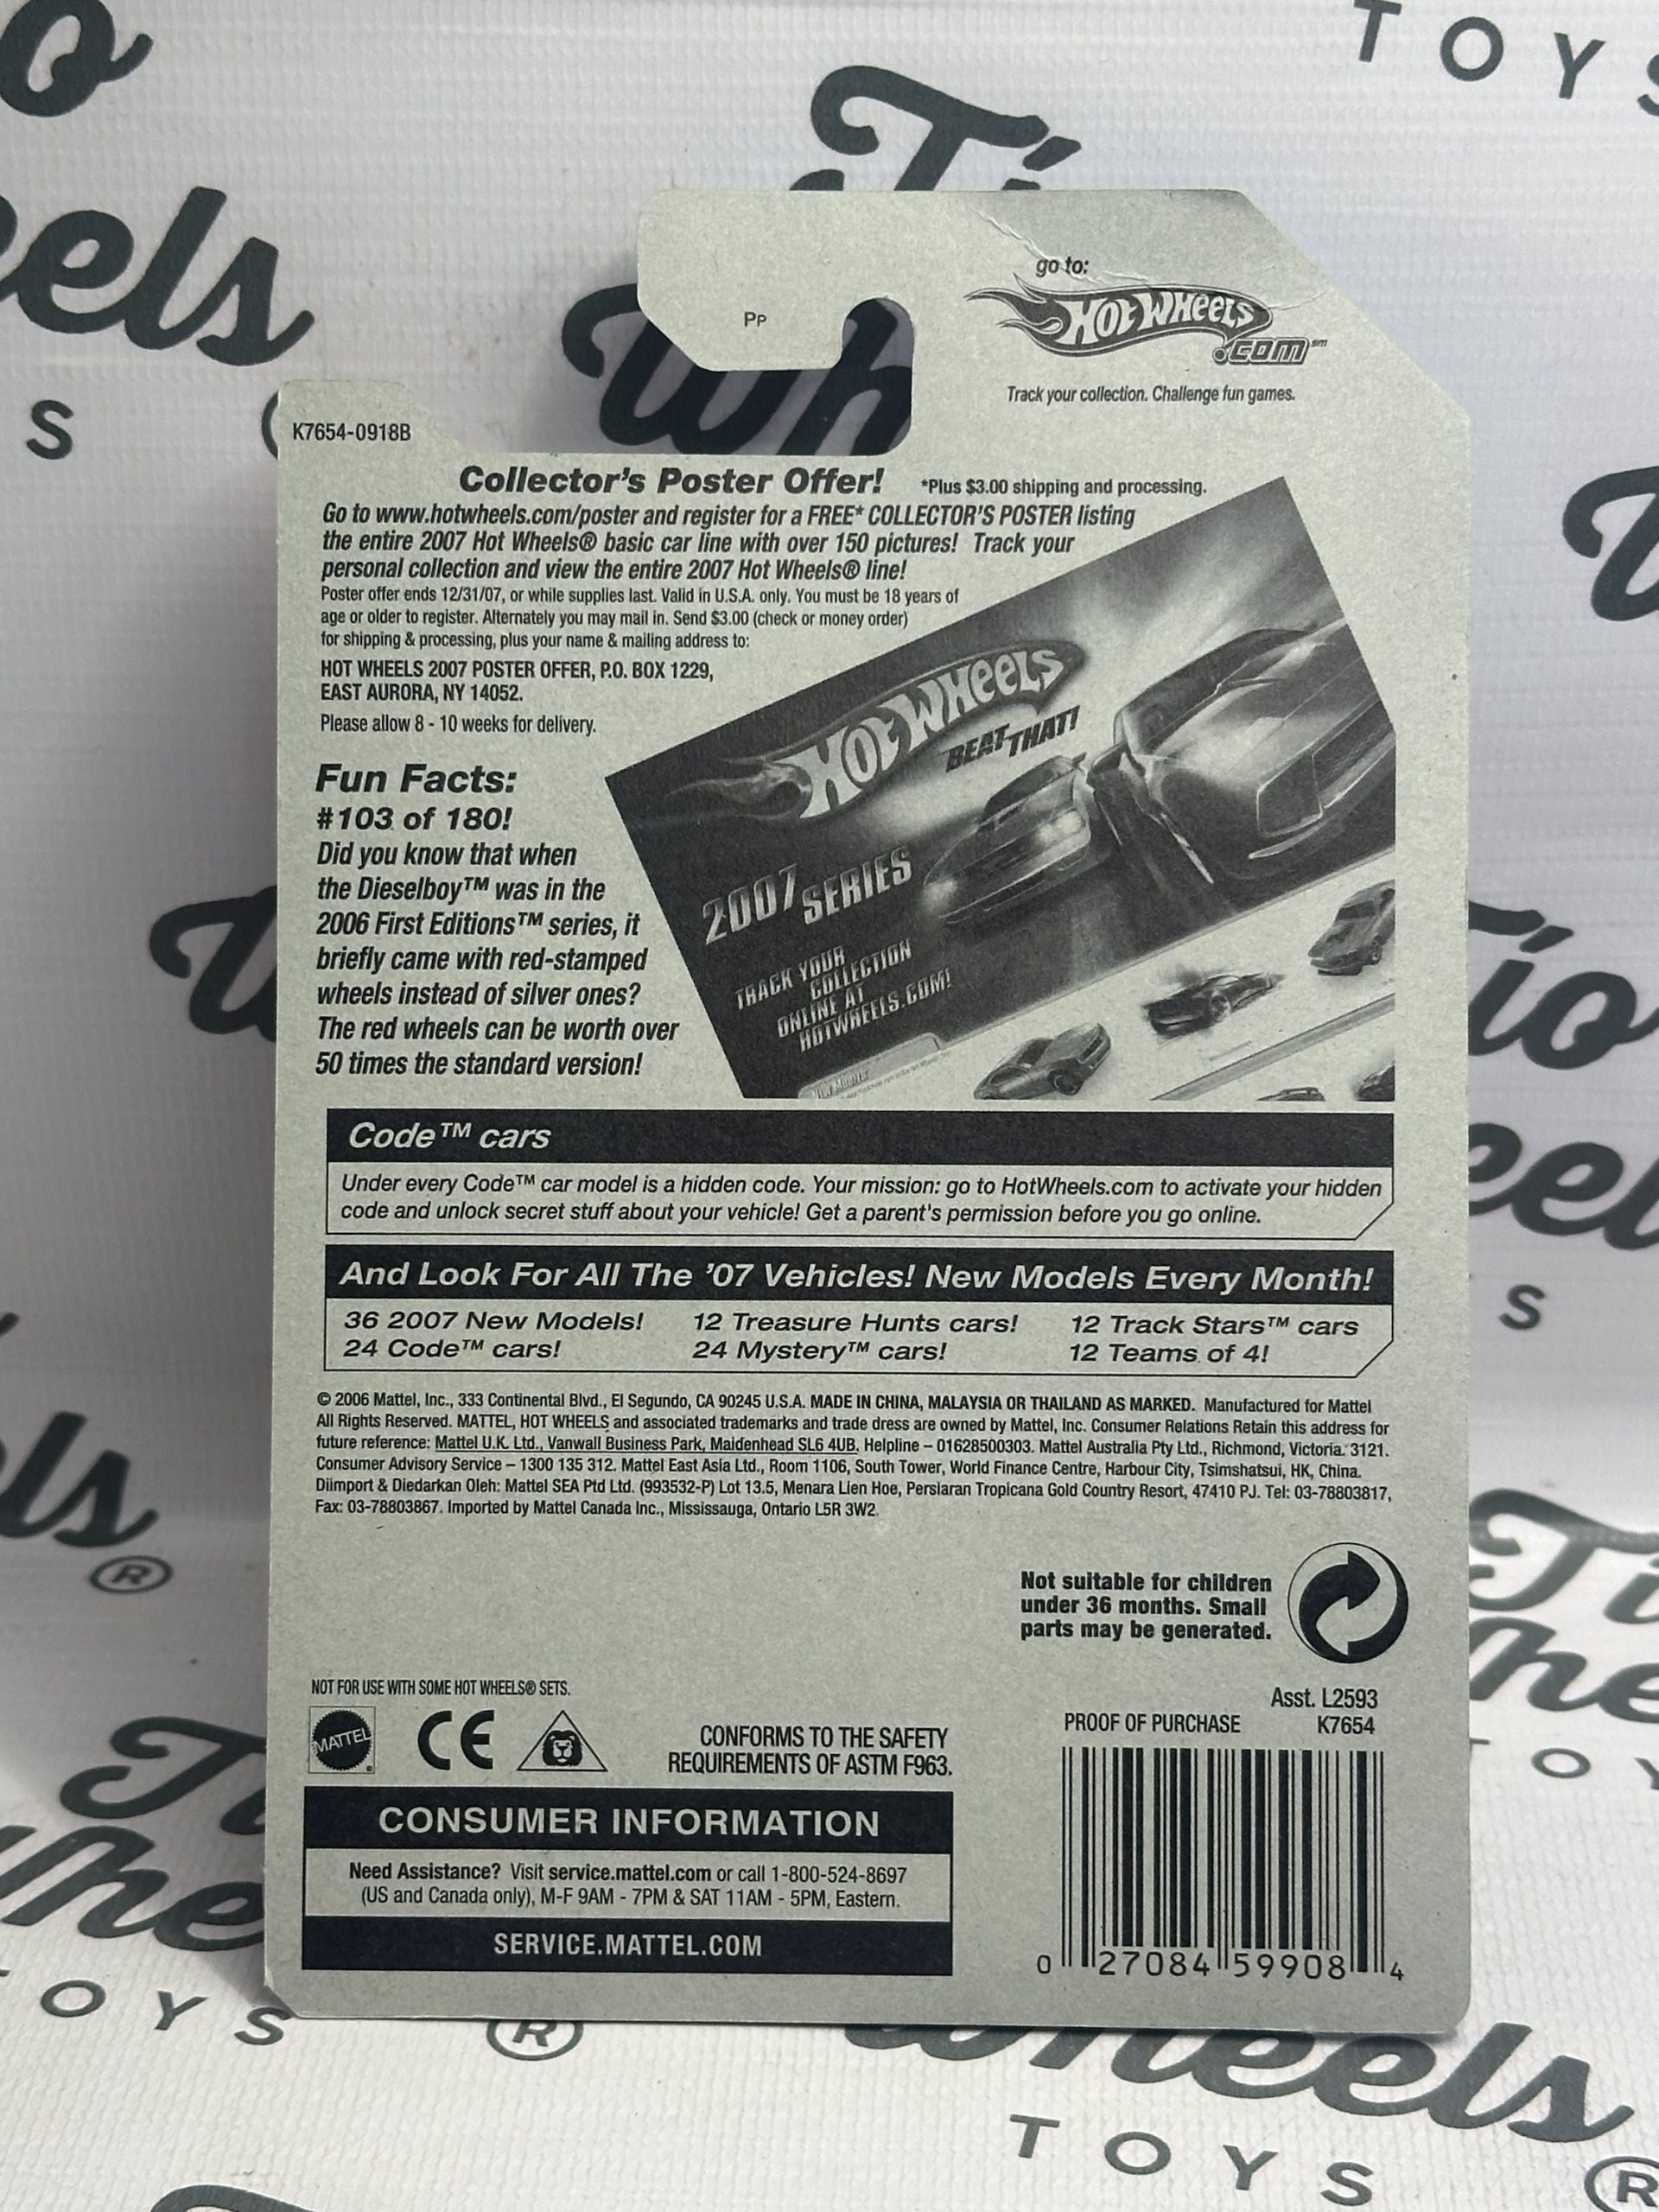 TOYS
go to:
Hot Wheels
.com℠
Track your collection. Challenge fun games.
PP
K7654-0918B
Collector's Poster Offer! *Plus $3.00 shipping and processing.
Go to www.hotwheels.com/poster and register for a FREE* COLLECTOR'S POSTER listing
the entire 2007 Hot Wheels® basic car line with over 150 pictures! Track your
personal collection and view the entire 2007 Hot Wheels® line!
Poster offer ends 12/31/07, or while supplies last. Valid in U.S.A. only. You must be 18 years of
age or older to register. Alternately you may mail in. Send $3.00 (check or money order)
for shipping & processing, plus your name & mailing address to:
HOT WHEELS 2007 POSTER OFFER, P.O. BOX 1229,
EAST AURORA, NY 14052.
Please allow 8 - 10 weeks for delivery.
Hot Wheels
BEAT THAT!
2007 SERIES
TRACK YOUR
COLLECTION
ONLINE AT
HOTWHEELS.COM!
New Models
Fun Facts:
#103 of 180!
Did you know that when
the Dieselboy™ was in the
2006 First Editions™ series, it
briefly came with red-stamped
wheels instead of silver ones?
The red wheels can be worth over
50 times the standard version!
Code™ cars
Under every Code™ car model is a hidden code. Your mission: go to HotWheels.com to activate your hidden
code and unlock secret stuff about your vehicle! Get a parent's permission before you go online.
And Look For All The '07 Vehicles! New Models Every Month!
36 2007 New Models! 12 Treasure Hunts cars! 12 Track Stars™ cars
24 Code™ cars! 24 Mystery™ cars! 12 Teams of 4!
© 2006 Mattel, Inc., 333 Continental Blvd., El Segundo, CA 90245 U.S.A. MADE IN CHINA, MALAYSIA OR THAILAND AS MARKED. Manufactured for Mattel
All Rights Reserved. MATTEL, HOT WHEELS and associated trademarks and trade dress are owned by Mattel, Inc. Consumer Relations Retain this address for
future reference: Mattel U.K. Ltd., Vanwall Business Park, Maidenhead SL6 4UB. Helpline – 01628500303. Mattel Australia Pty Ltd., Richmond, Victoria. 3121.
Consumer Advisory Service – 1300 135 312. Mattel East Asia Ltd., Room 1106, South Tower, World Finance Centre, Harbour City, Tsimshatsui, HK, China.
Diimport & Diedarkan Oleh: Mattel SEA Ptd Ltd. (993532-P) Lot 13.5, Menara Lien Hoe, Persiaran Tropicana Gold Country Resort, 47410 PJ. Tel: 03-78803817,
Fax: 03-78803867. Imported by Mattel Canada Inc., Mississauga, Ontario L5R 3W2.
Not suitable for children
under 36 months. Small
parts may be generated.
NOT FOR USE WITH SOME HOT WHEELS® SETS.
MATTEL
CE
CONFORMS TO THE SAFETY
REQUIREMENTS OF ASTM F963.
Asst. L2593
PROOF OF PURCHASE K7654
CONSUMER INFORMATION
Need Assistance? Visit service.mattel.com or call 1-800-524-8697
(US and Canada only), M-F 9AM - 7PM & SAT 11AM - 5PM, Eastern.
SERVICE.MATTEL.COM
0 27084 59908 4
TOYS ®
Wheels ®
TOYS